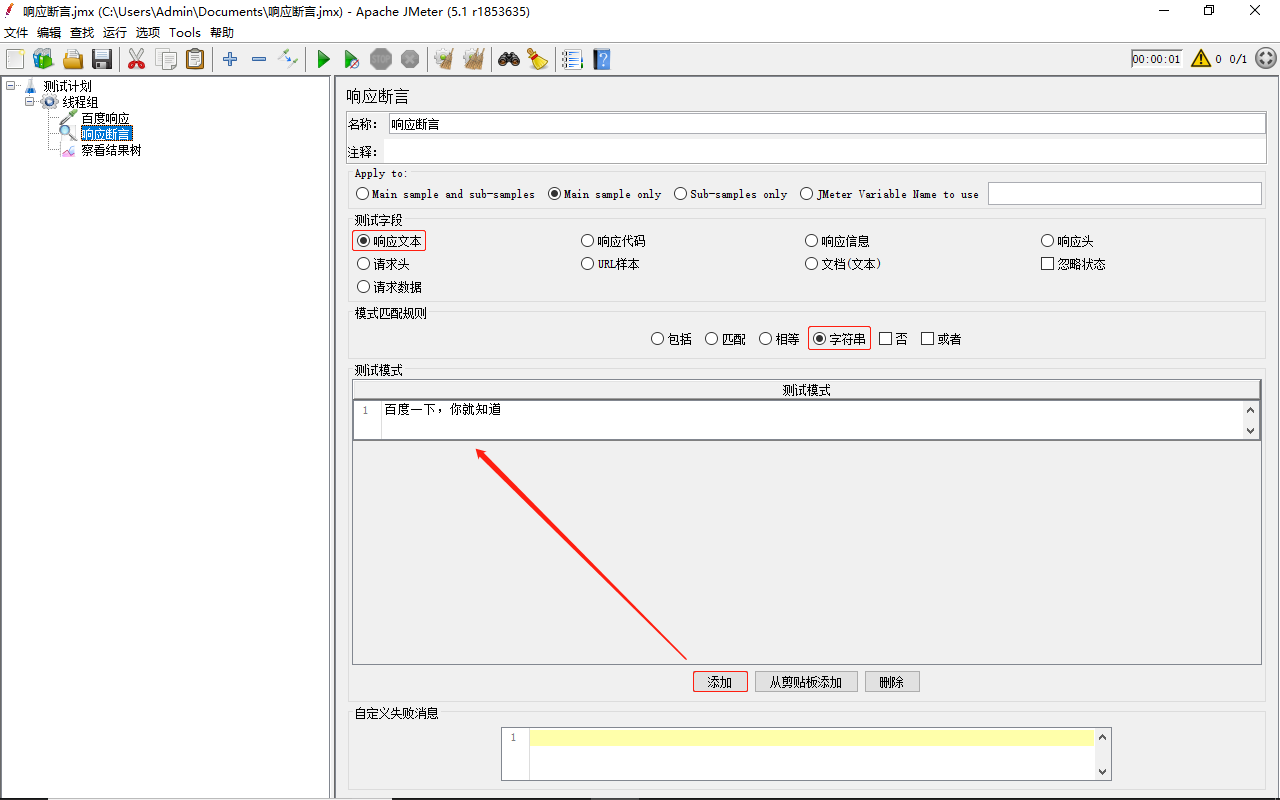 响应断言.jmx (C:\Users\Admin\Documents\响应断言.jmx) - Apache JMeter (5.1 r1853635)
文件 编辑 查找 运行 选项 Tools 帮助
STOP
00:00:01 0 0/1
测试计划
线程组
百度响应
响应断言
察看结果树
响应断言
名称: 响应断言
注释:
Apply to:
Main sample and sub-samples Main sample only Sub-samples only JMeter Variable Name to use
测试字段
响应文本 响应代码 响应信息 响应头
请求头 URL样本 文档(文本) 忽略状态
请求数据
模式匹配规则
包括 匹配 相等 字符串 否 或者
测试模式
测试模式
1 百度一下，你就知道
添加 从剪贴板添加 删除
自定义失败消息
1